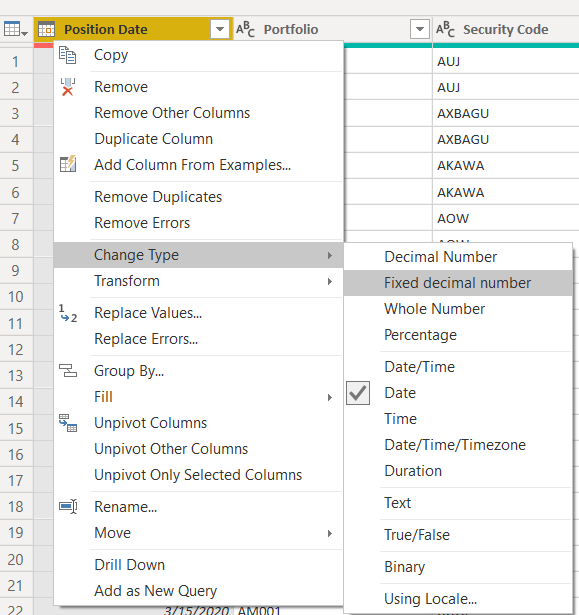 Position Date
ABC Portfolio
ABC Security Code
1 AUJ
2 AUJ
3 AXBAGU
4 AXBAGU
5 AKAWA
6 AKAWA
7 AOW
8
9
10
11
12
13
14
15
16
17
18
19
20
21
22 3/15/2020 AM001
Copy
Remove
Remove Other Columns
Duplicate Column
Add Column From Examples...
Remove Duplicates
Remove Errors
Change Type
Transform
1 2 Replace Values...
Replace Errors...
Group By...
Fill
Unpivot Columns
Unpivot Other Columns
Unpivot Only Selected Columns
Rename...
Move
Drill Down
Add as New Query
Decimal Number
Fixed decimal number
Whole Number
Percentage
Date/Time
Date
Time
Date/Time/Timezone
Duration
Text
True/False
Binary
Using Locale...